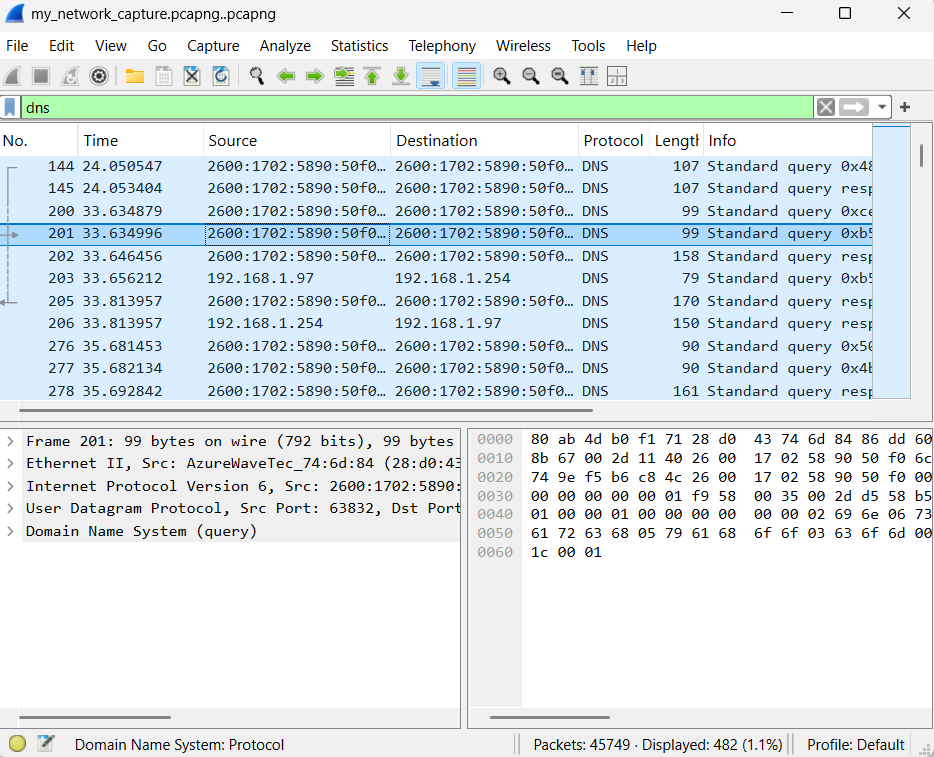 my_network_capture.pcapng..pcapng
File Edit View Go Capture Analyze Statistics Telephony Wireless Tools Help
dns
No. Time Source Destination Protocol Length Info
144 24.050547 2600:1702:5890:50f0… 2600:1702:5890:50f0… DNS 107 Standard query 0x48
145 24.053404 2600:1702:5890:50f0… 2600:1702:5890:50f0… DNS 107 Standard query resp
200 33.634879 2600:1702:5890:50f0… 2600:1702:5890:50f0… DNS 99 Standard query 0xce
201 33.634996 2600:1702:5890:50f0… 2600:1702:5890:50f0… DNS 99 Standard query 0xb5
202 33.646456 2600:1702:5890:50f0… 2600:1702:5890:50f0… DNS 158 Standard query resp
203 33.656212 192.168.1.97 192.168.1.254 DNS 79 Standard query 0xb5
205 33.813957 2600:1702:5890:50f0… 2600:1702:5890:50f0… DNS 170 Standard query resp
206 33.813957 192.168.1.254 192.168.1.97 DNS 150 Standard query resp
276 35.681453 2600:1702:5890:50f0… 2600:1702:5890:50f0… DNS 90 Standard query 0x50
277 35.682134 2600:1702:5890:50f0… 2600:1702:5890:50f0… DNS 90 Standard query 0x4b
278 35.692842 2600:1702:5890:50f0… 2600:1702:5890:50f0… DNS 161 Standard query resp
Frame 201: 99 bytes on wire (792 bits), 99 bytes
Ethernet II, Src: AzureWaveTec_74:6d:84 (28:d0:43
Internet Protocol Version 6, Src: 2600:1702:5890:
User Datagram Protocol, Src Port: 63832, Dst Port
Domain Name System (query)
0000 80 ab 4d b0 f1 71 28 d0 43 74 6d 84 86 dd 60
0010 8b 67 00 2d 11 40 26 00 17 02 58 90 50 f0 6c
0020 74 9e f5 b6 c8 4c 26 00 17 02 58 90 50 f0 00
0030 00 00 00 00 00 01 f9 58 00 35 00 2d d5 58 b5
0040 01 00 00 01 00 00 00 00 00 00 02 69 6e 06 73
0050 61 72 63 68 05 79 61 68 6f 6f 03 63 6f 6d 00
0060 1c 00 01
Domain Name System: Protocol
Packets: 45749 · Displayed: 482 (1.1%)
Profile: Default